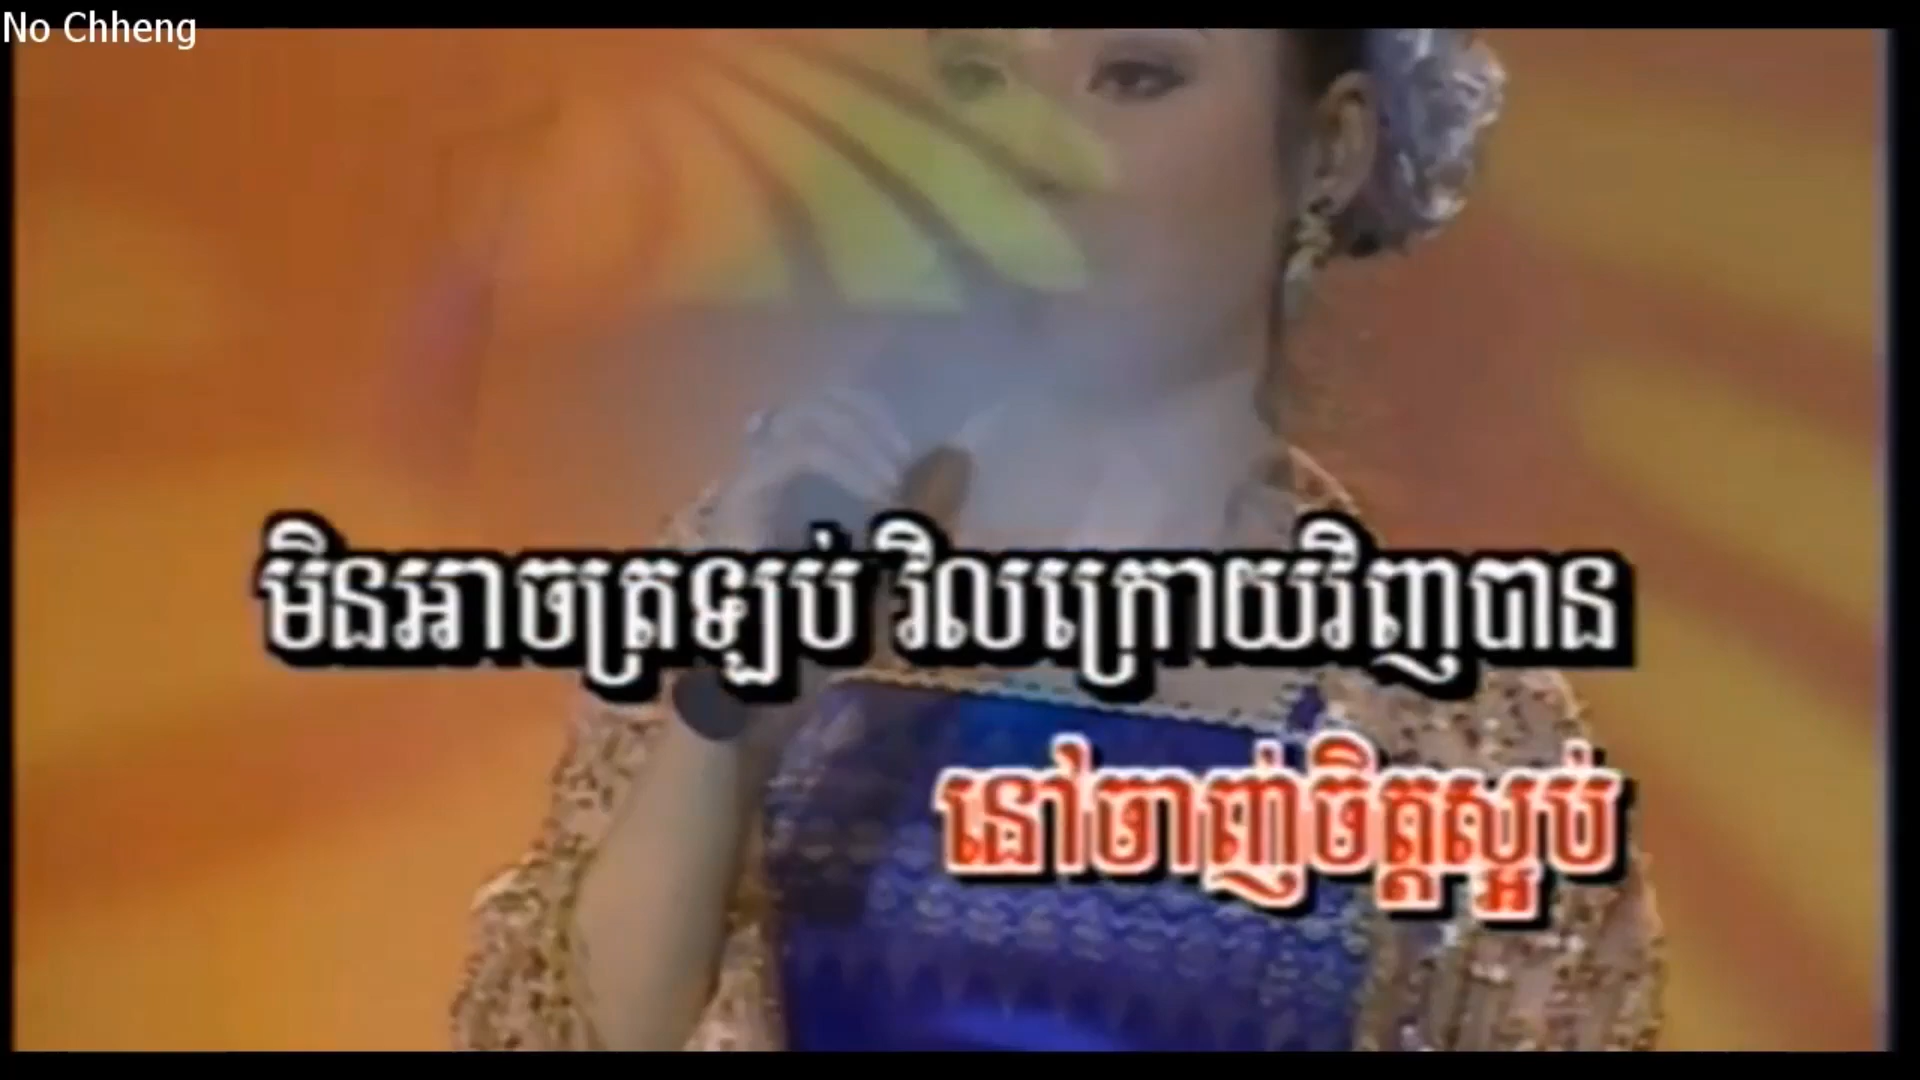 No Chheng
មិនអាចត្រឡប់ វិលក្រោយវិញបាន
នៅចាញ់ចិត្តស្អប់